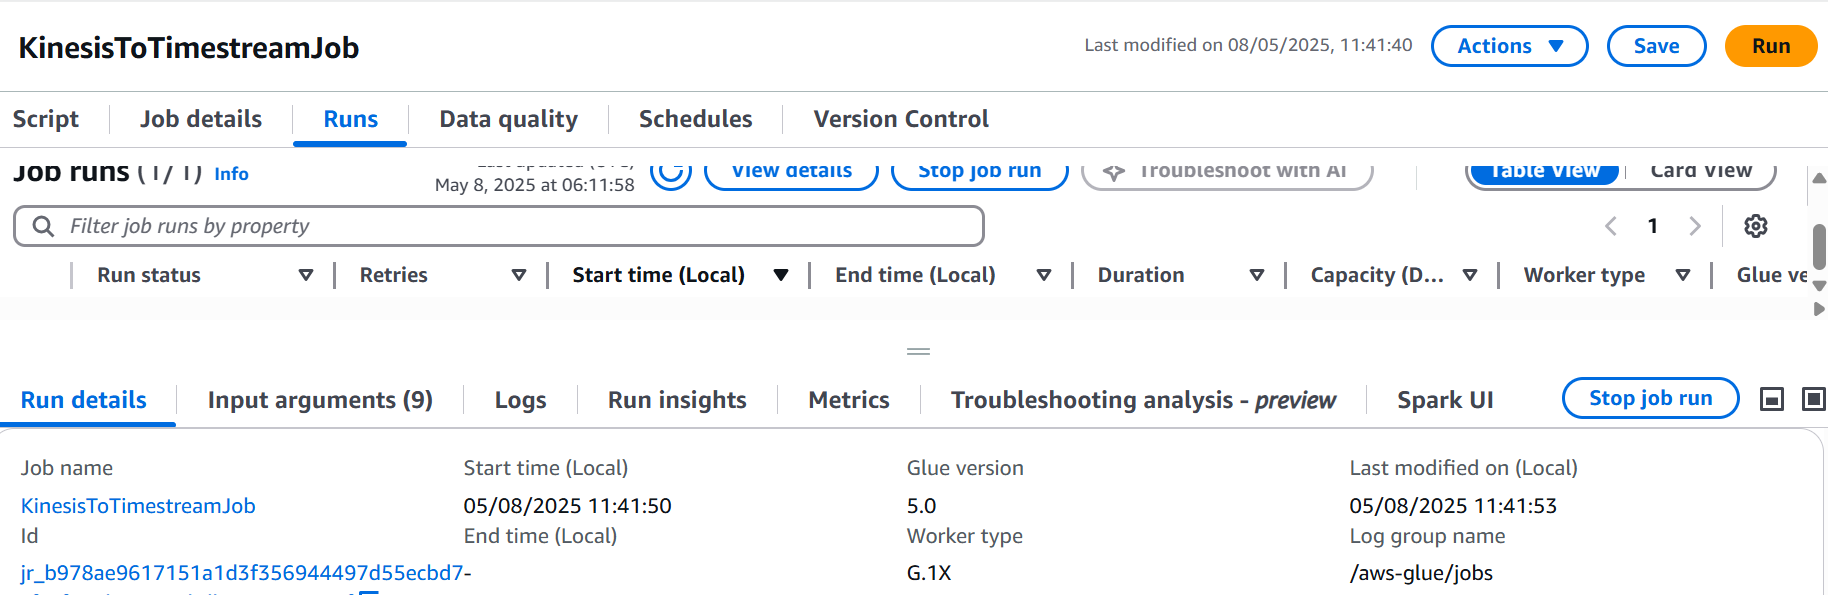 KinesisToTimestreamJob
Last modified on 08/05/2025, 11:41:40
Actions
Save
Run
Script
Job details
Runs
Data quality
Schedules
Version Control
Job runs (1/1) Info
May 8, 2025 at 06:11:58
View details
Stop job run
Troubleshoot with AI
Table View
Card View
Filter job runs by property
1
Run status
Retries
Start time (Local)
End time (Local)
Duration
Capacity (D...
Worker type
Glue ve
Run details
Input arguments (9)
Logs
Run insights
Metrics
Troubleshooting analysis - preview
Spark UI
Stop job run
Job name
Start time (Local)
Glue version
Last modified on (Local)
KinesisToTimestreamJob
05/08/2025 11:41:50
5.0
05/08/2025 11:41:53
Id
End time (Local)
Worker type
Log group name
jr_b978ae9617151a1d3f356944497d55ecbd7
-
G.1X
/aws-glue/jobs